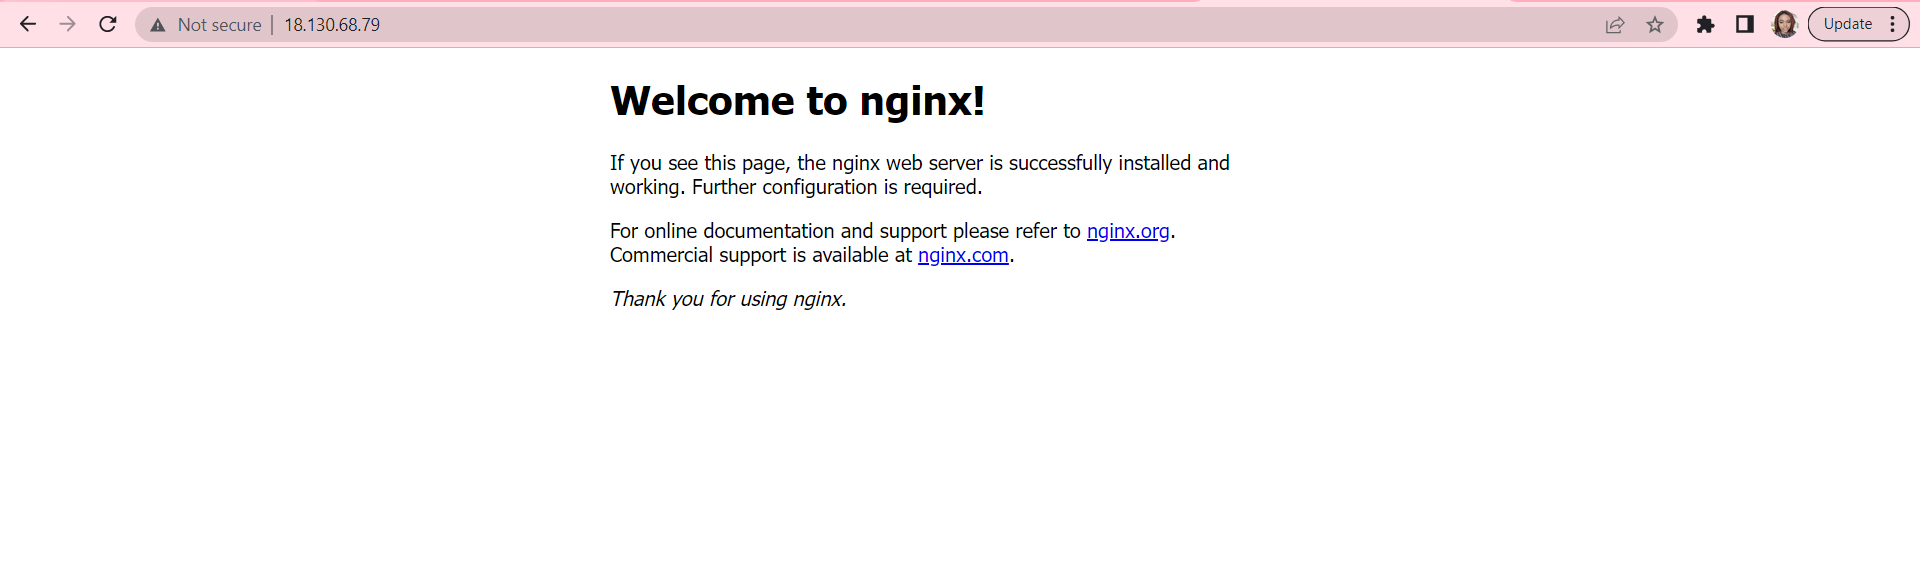 Not secure | 18.130.68.79
Update
Welcome to nginx!
If you see this page, the nginx web server is successfully installed and
working. Further configuration is required.
For online documentation and support please refer to nginx.org.
Commercial support is available at nginx.com.
Thank you for using nginx.